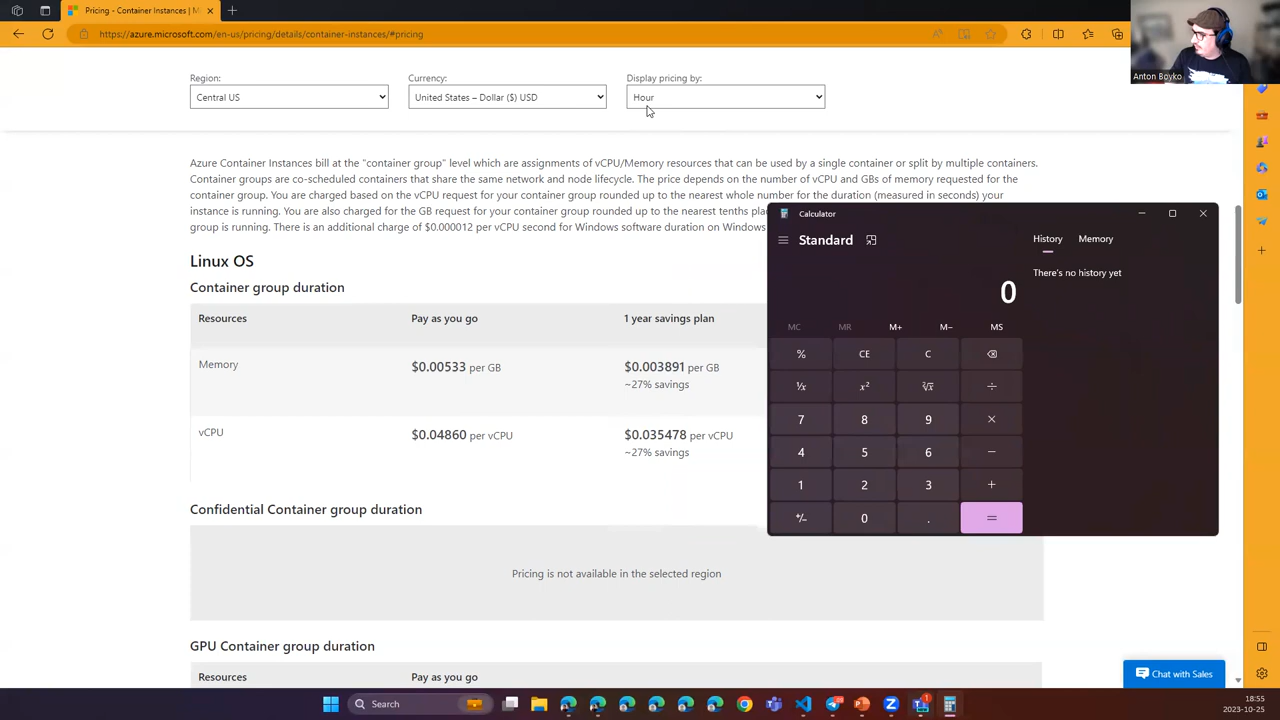 Pricing - Container Instances | M
https://azure.microsoft.com/en-us/pricing/details/container-instances/#pricing
Anton Boyko
Region:
Currency:
Display pricing by:
Central US
United States – Dollar ($) USD
Hour
Azure Container Instances bill at the "container group" level which are assignments of vCPU/Memory resources that can be used by a single container or split by multiple containers.
Container groups are co-scheduled containers that share the same network and node lifecycle. The price depends on the number of vCPU and GBs of memory requested for the
container group. You are charged based on the vCPU request for your container group rounded up to the nearest whole number for the duration (measured in seconds) your
instance is running. You are also charged for the GB request for your container group rounded up to the nearest tenths pla
group is running. There is an additional charge of $0.000012 per vCPU second for Windows software duration on Windows
Linux OS
Container group duration
Resources
Pay as you go
1 year savings plan
Memory
$0.00533 per GB
$0.003891 per GB
~27% savings
vCPU
$0.04860 per vCPU
$0.035478 per vCPU
~27% savings
Confidential Container group duration
Pricing is not available in the selected region
GPU Container group duration
Resources
Pay as you go
Calculator
Standard
History
Memory
There's no history yet
0
MC MR M+ M− MS
% CE C
¹/x x² ²√x ÷
7 8 9 ×
4 5 6 −
1 2 3 +
+/− 0 . =
Chat with Sales
Search
1
18:55
2023-10-25